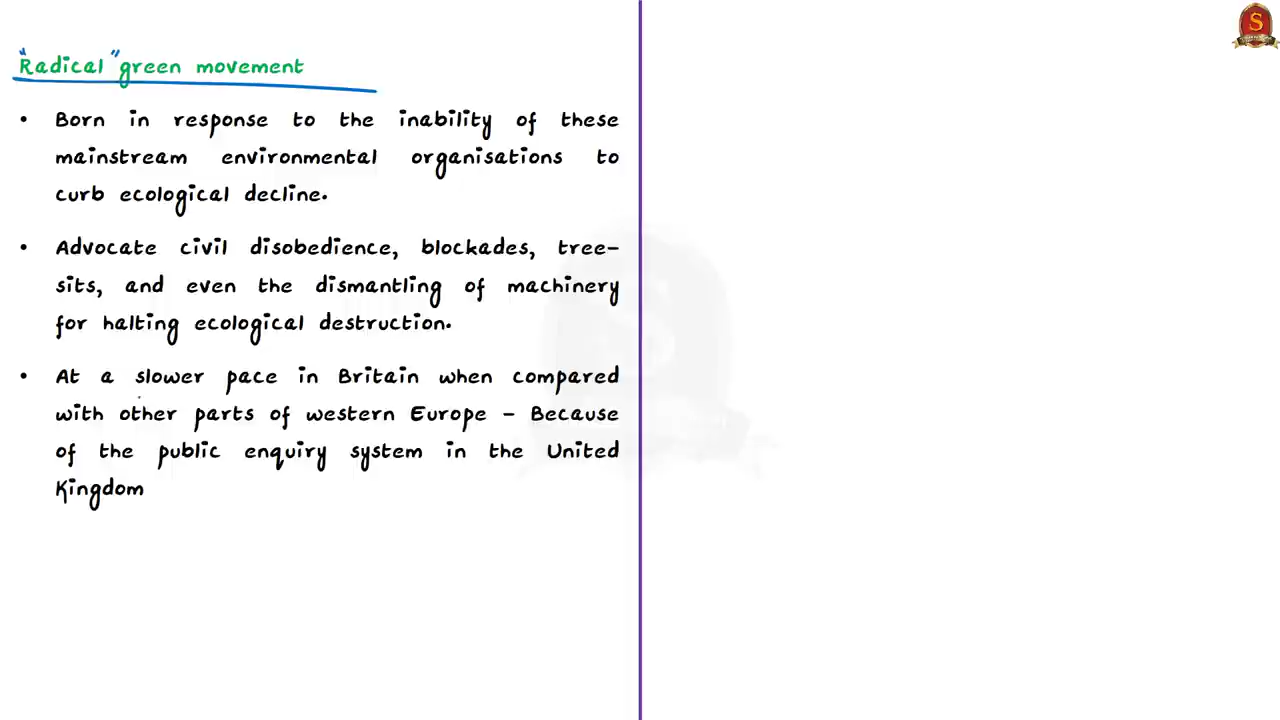 "Radical" green movement
• Born in response to the inability of these
mainstream environmental organisations to
curb ecological decline.
• Advocate civil disobedience, blockades, tree-
sits, and even the dismantling of machinery
for halting ecological destruction.
• At a slower pace in Britain when compared
with other parts of western Europe - Because
of the public enquiry system in the United
Kingdom
S